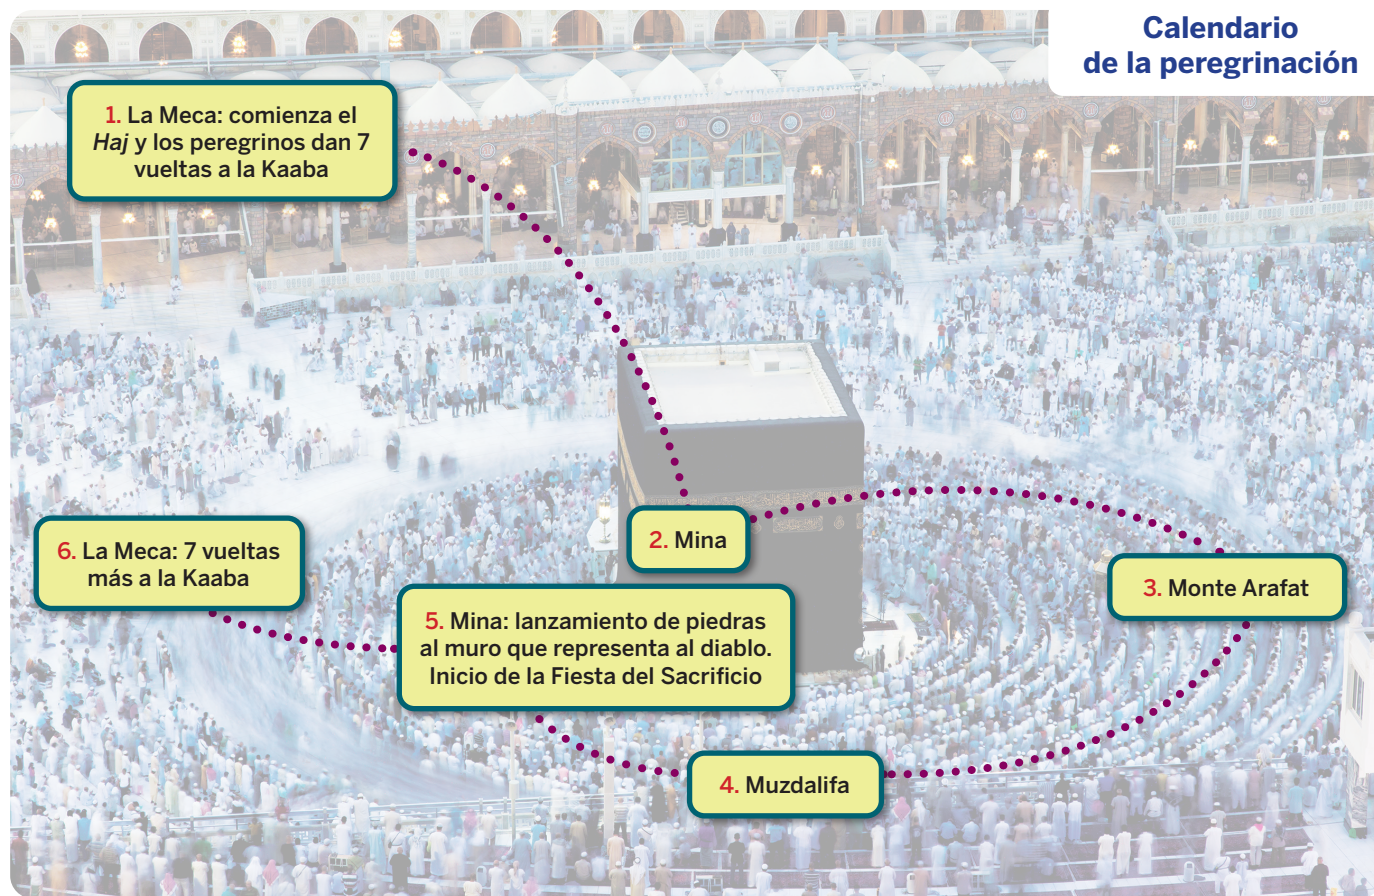 Calendario
de la peregrinación
1. La Meca: comienza el
Haj y los peregrinos dan 7
vueltas a la Kaaba
2. Mina
3. Monte Arafat
4. Muzdalifa
5. Mina: lanzamiento de piedras
al muro que representa al diablo.
Inicio de la Fiesta del Sacrificio
6. La Meca: 7 vueltas
más a la Kaaba